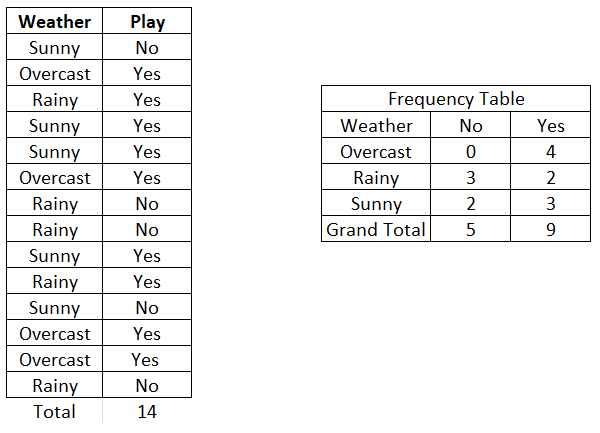 Weather Play
Sunny No
Overcast Yes
Rainy Yes
Sunny Yes
Sunny Yes
Overcast Yes
Rainy No
Rainy No
Sunny Yes
Rainy Yes
Sunny No
Overcast Yes
Overcast Yes
Rainy No
Total 14
Frequency Table
Weather No Yes
Overcast 0 4
Rainy 3 2
Sunny 2 3
Grand Total 5 9